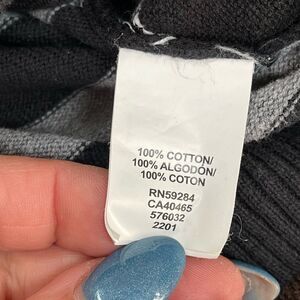 100% COTTON/
100% ALGODON/
100% COTON
RN59284
CA40465
576032
2201